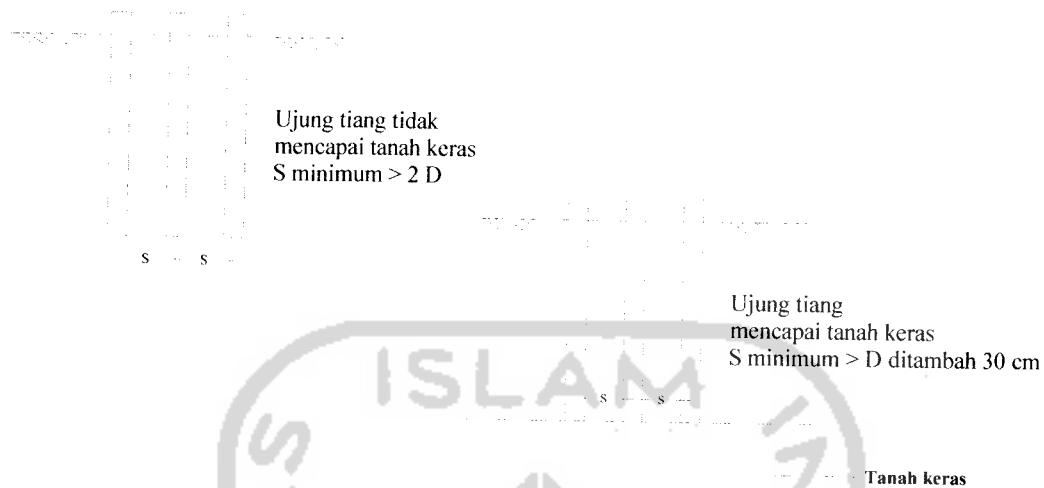 Ujung tiang tidak
mencapai tanah keras
S minimum > 2 D
s s
Ujung tiang
mencapai tanah keras
S minimum > D ditambah 30 cm
s s
ISLAM
S
Tanah keras